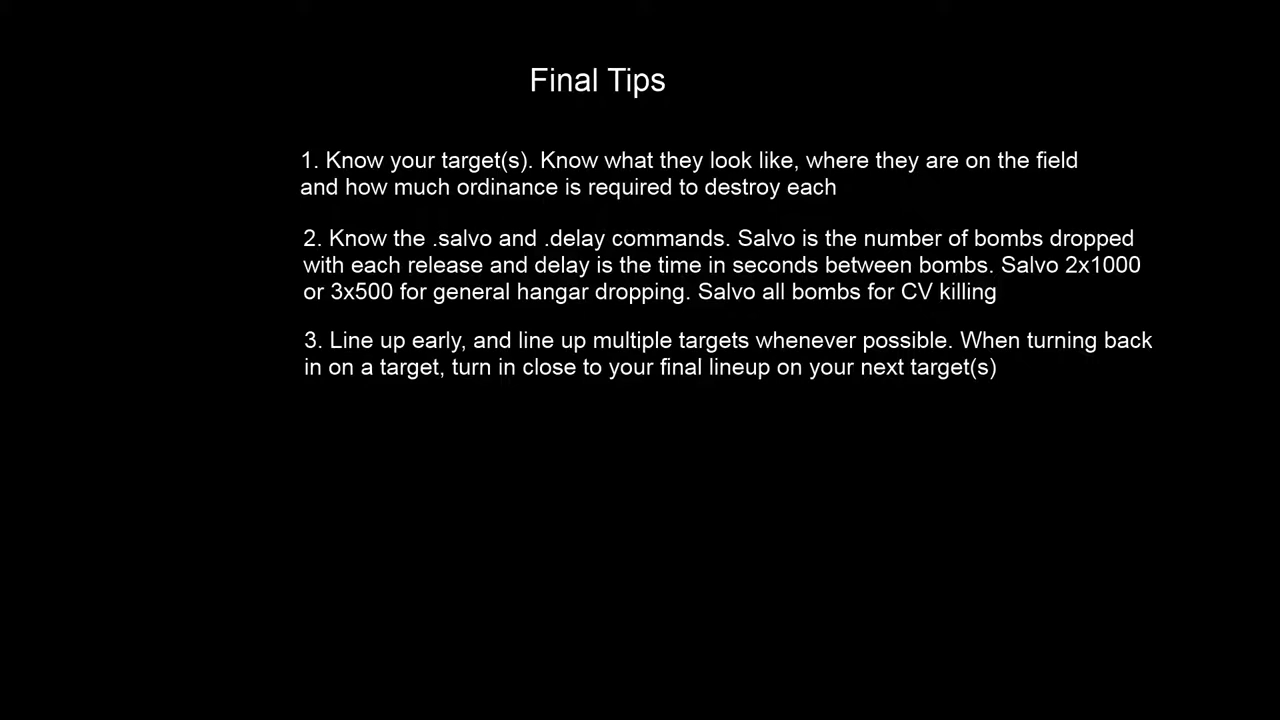 Final Tips
1. Know your target(s). Know what they look like, where they are on the field
and how much ordinance is required to destroy each
2. Know the .salvo and .delay commands. Salvo is the number of bombs dropped
with each release and delay is the time in seconds between bombs. Salvo 2x1000
or 3x500 for general hangar dropping. Salvo all bombs for CV killing
3. Line up early, and line up multiple targets whenever possible. When turning back
in on a target, turn in close to your final lineup on your next target(s)